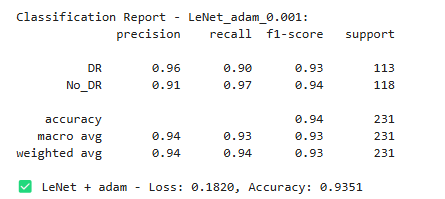 Classification Report - LeNet_adam_0.001:
precision recall f1-score support
DR 0.96 0.90 0.93 113
No_DR 0.91 0.97 0.94 118
accuracy 0.94 231
macro avg 0.94 0.93 0.93 231
weighted avg 0.94 0.94 0.93 231
✅ LeNet + adam - Loss: 0.1820, Accuracy: 0.9351